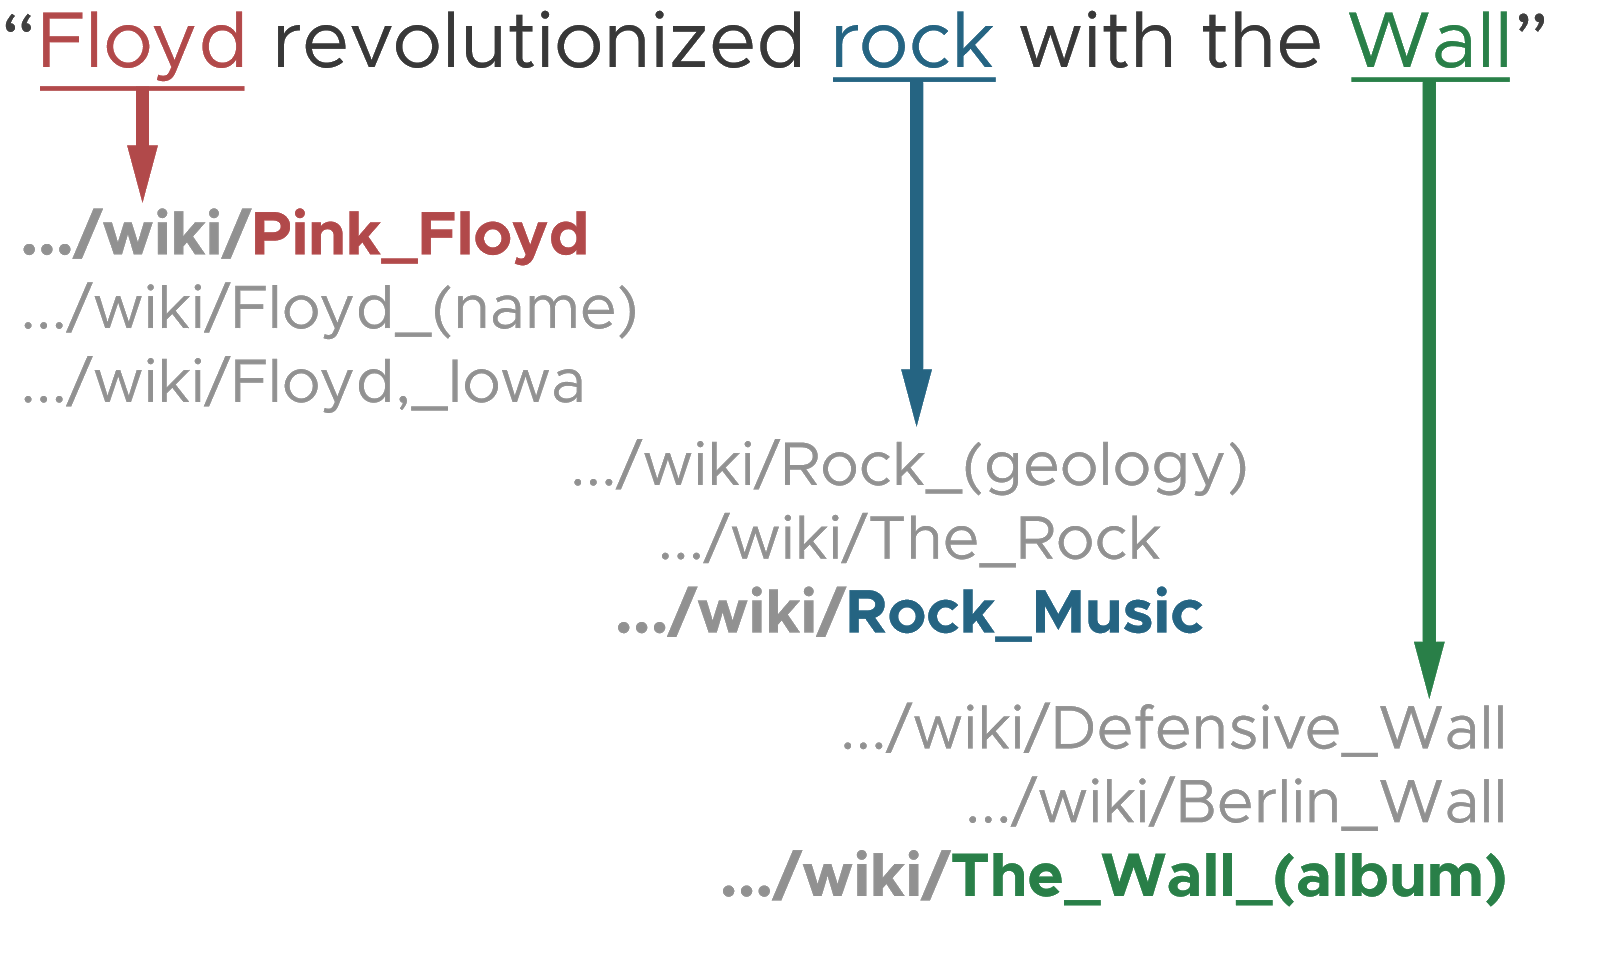 “Floyd revolutionized rock with the Wall”
.../wiki/Pink_Floyd
.../wiki/Floyd_(name)
.../wiki/Floyd,_Iowa
.../wiki/Rock_(geology)
.../wiki/The_Rock
.../wiki/Rock_Music
.../wiki/Defensive_Wall
.../wiki/Berlin_Wall
.../wiki/The_Wall_(album)